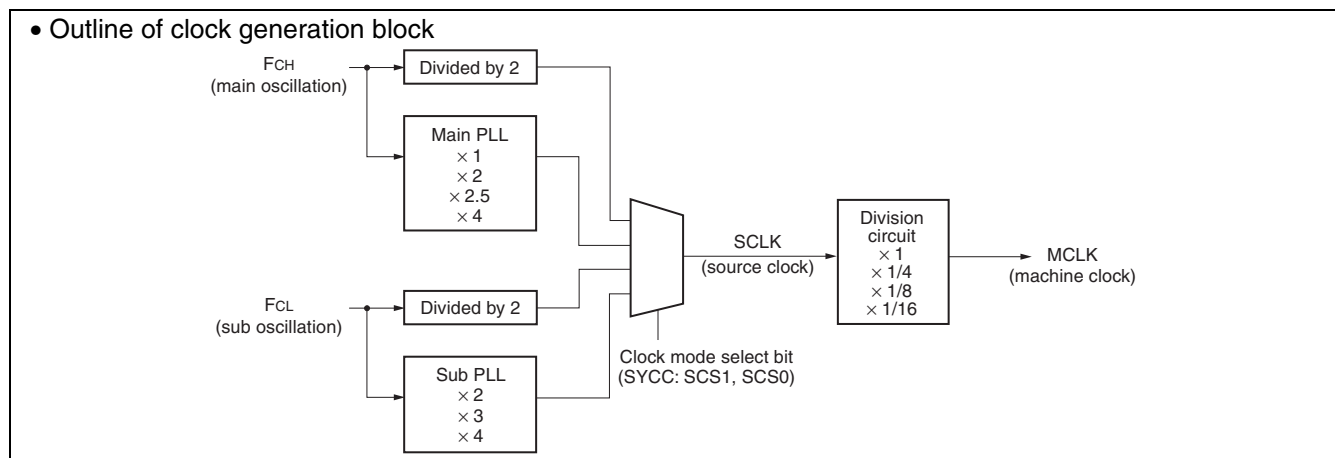 • Outline of clock generation block
FCH
(main oscillation)
Divided by 2
Main PLL
× 1
× 2
× 2.5
× 4
FCL
(sub oscillation)
Divided by 2
Sub PLL
× 2
× 3
× 4
Clock mode select bit
(SYCC: SCS1, SCS0)
SCLK
(source clock)
Division
circuit
× 1
× 1/4
× 1/8
× 1/16
MCLK
(machine clock)